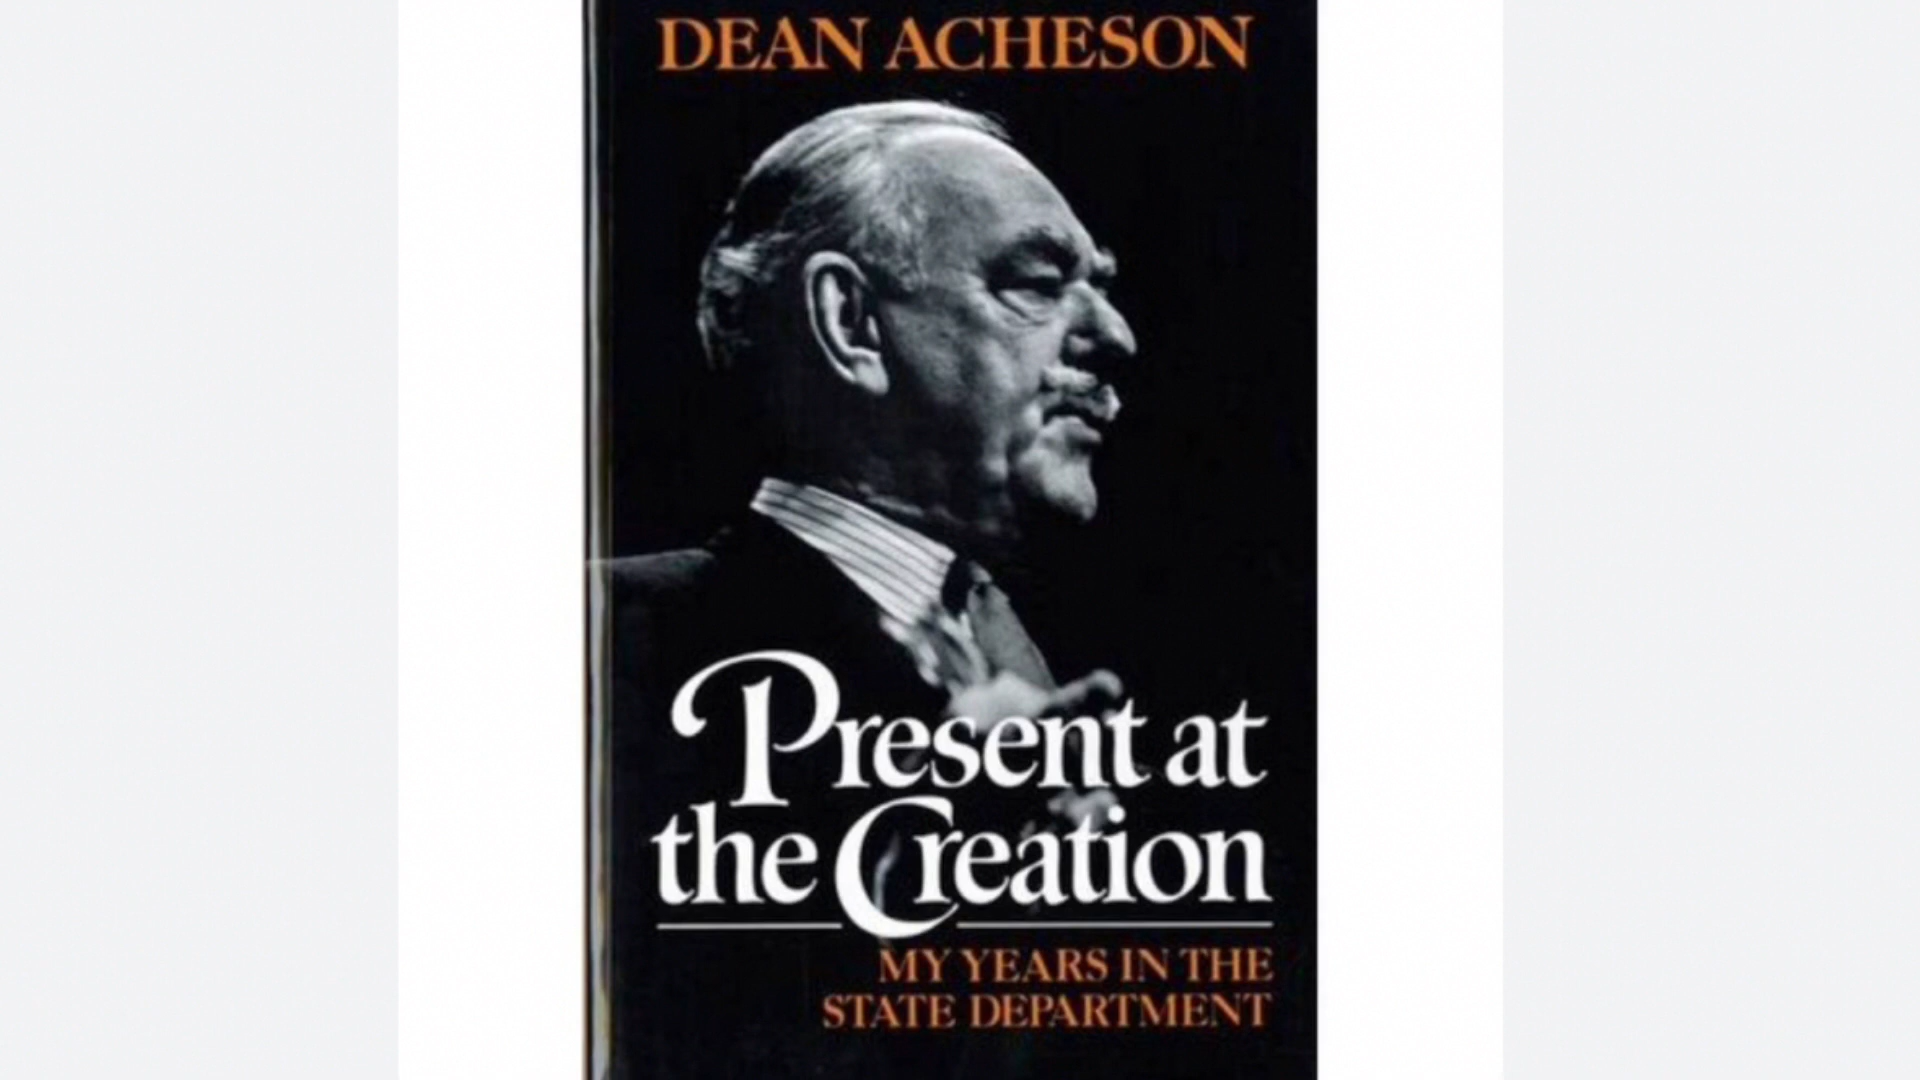 DEAN ACHESON
Present at
the Creation
MY YEARS IN THE
STATE DEPARTMENT